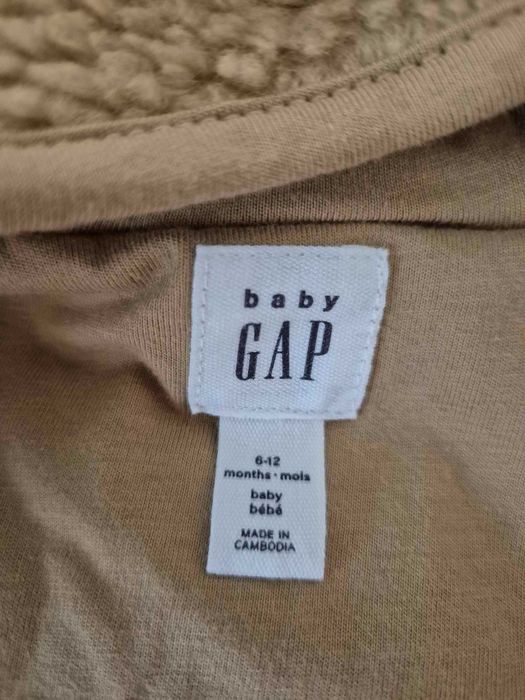 baby
GAP
6-12
months · mois
baby
bébé
MADE IN
CAMBODIA